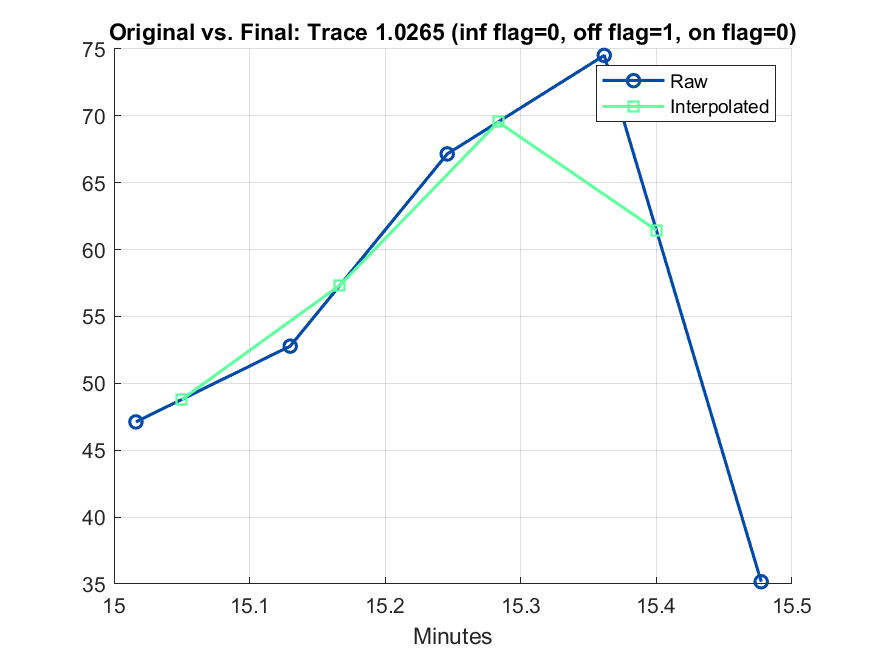 Original vs. Final: Trace 1.0265 (inf flag=0, off flag=1, on flag=0)
75
70
65
60
55
50
45
40
35
Raw
Interpolated
15 15.1 15.2 15.3 15.4 15.5
Minutes